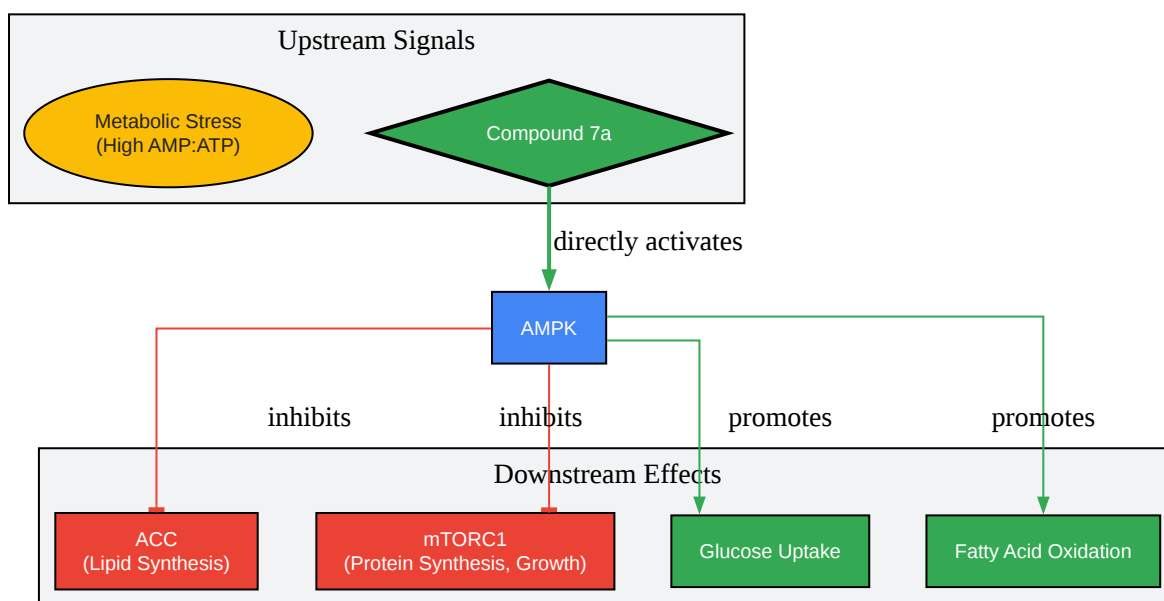 Upstream Signals
Metabolic Stress
(High AMP:ATP)
Compound 7a
directly activates
AMPK
inhibits
inhibits
promotes
promotes
Downstream Effects
ACC
(Lipid Synthesis)
mTORC1
(Protein Synthesis, Growth)
Glucose Uptake
Fatty Acid Oxidation